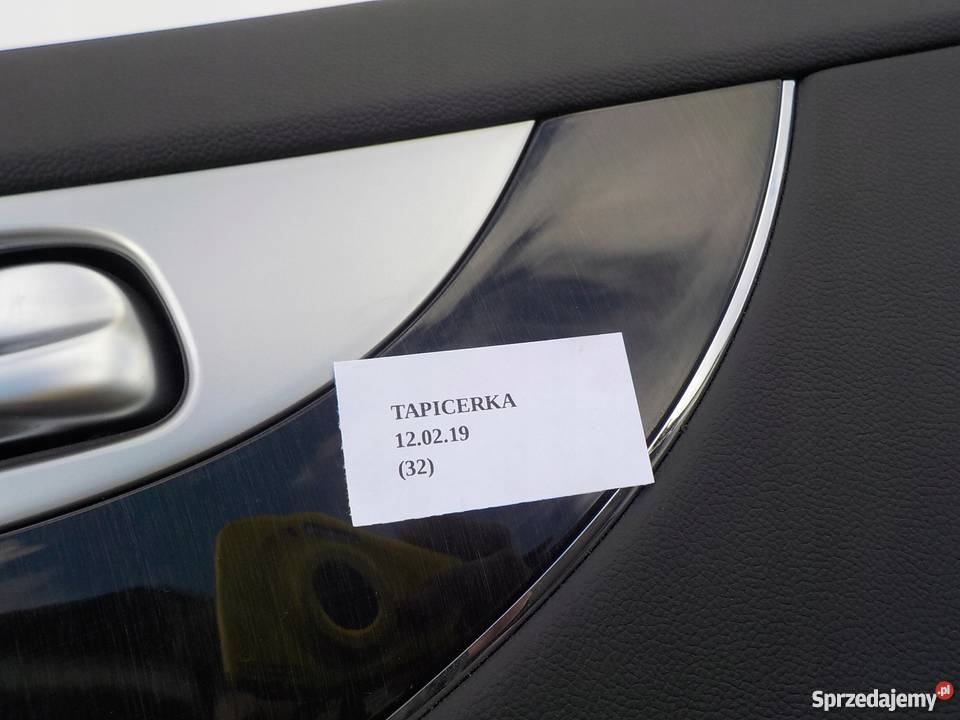 TAPICERKA
12.02.19
(32)
Sprzedajemy.pl